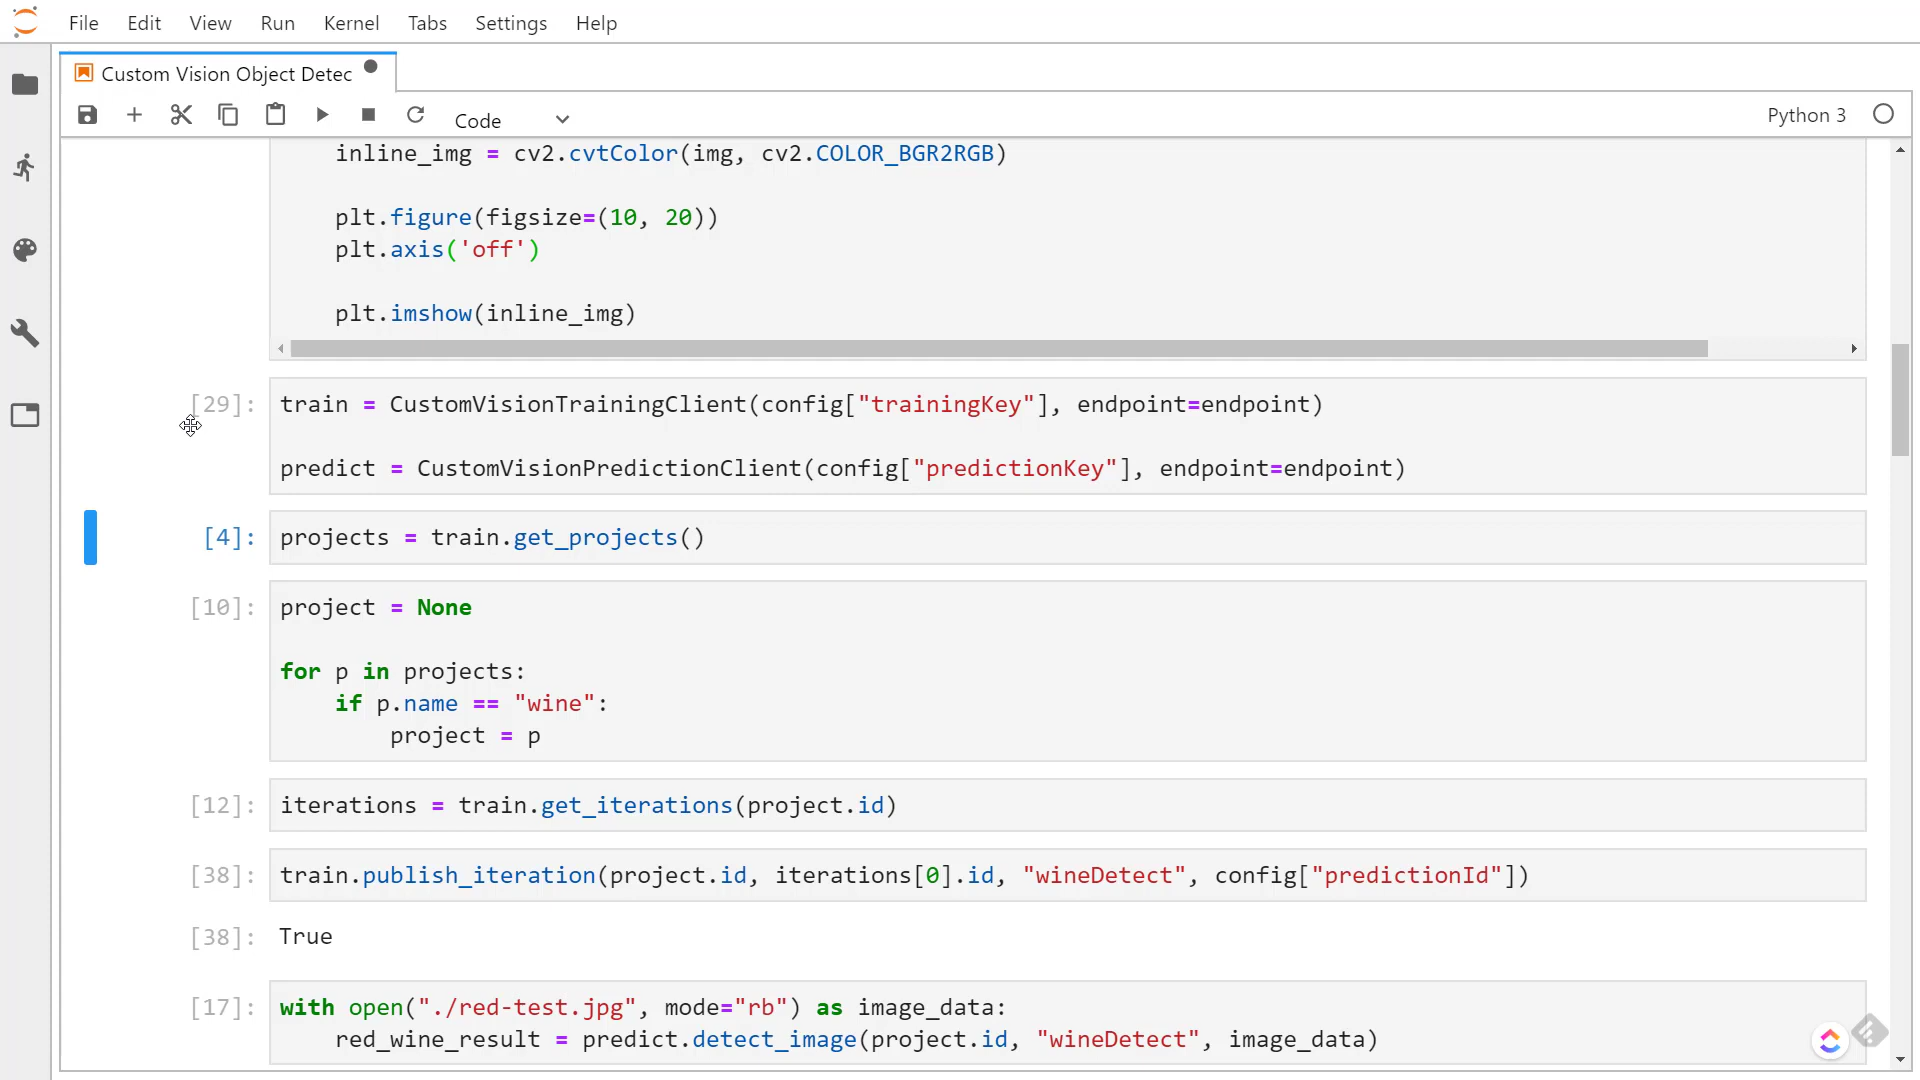 File Edit View Run Kernel Tabs Settings Help
Custom Vision Object Detec
Code
Python 3
inline_img = cv2.cvtColor(img, cv2.COLOR_BGR2RGB)
plt.figure(figsize=(10, 20))
plt.axis('off')
plt.imshow(inline_img)
[29]: train = CustomVisionTrainingClient(config["trainingKey"], endpoint=endpoint)
predict = CustomVisionPredictionClient(config["predictionKey"], endpoint=endpoint)
[4]: projects = train.get_projects()
[10]: project = None
for p in projects:
if p.name == "wine":
project = p
[12]: iterations = train.get_iterations(project.id)
[38]: train.publish_iteration(project.id, iterations[0].id, "wineDetect", config["predictionId"])
[38]: True
[17]: with open("./red-test.jpg", mode="rb") as image_data:
red_wine_result = predict.detect_image(project.id, "wineDetect", image_data)